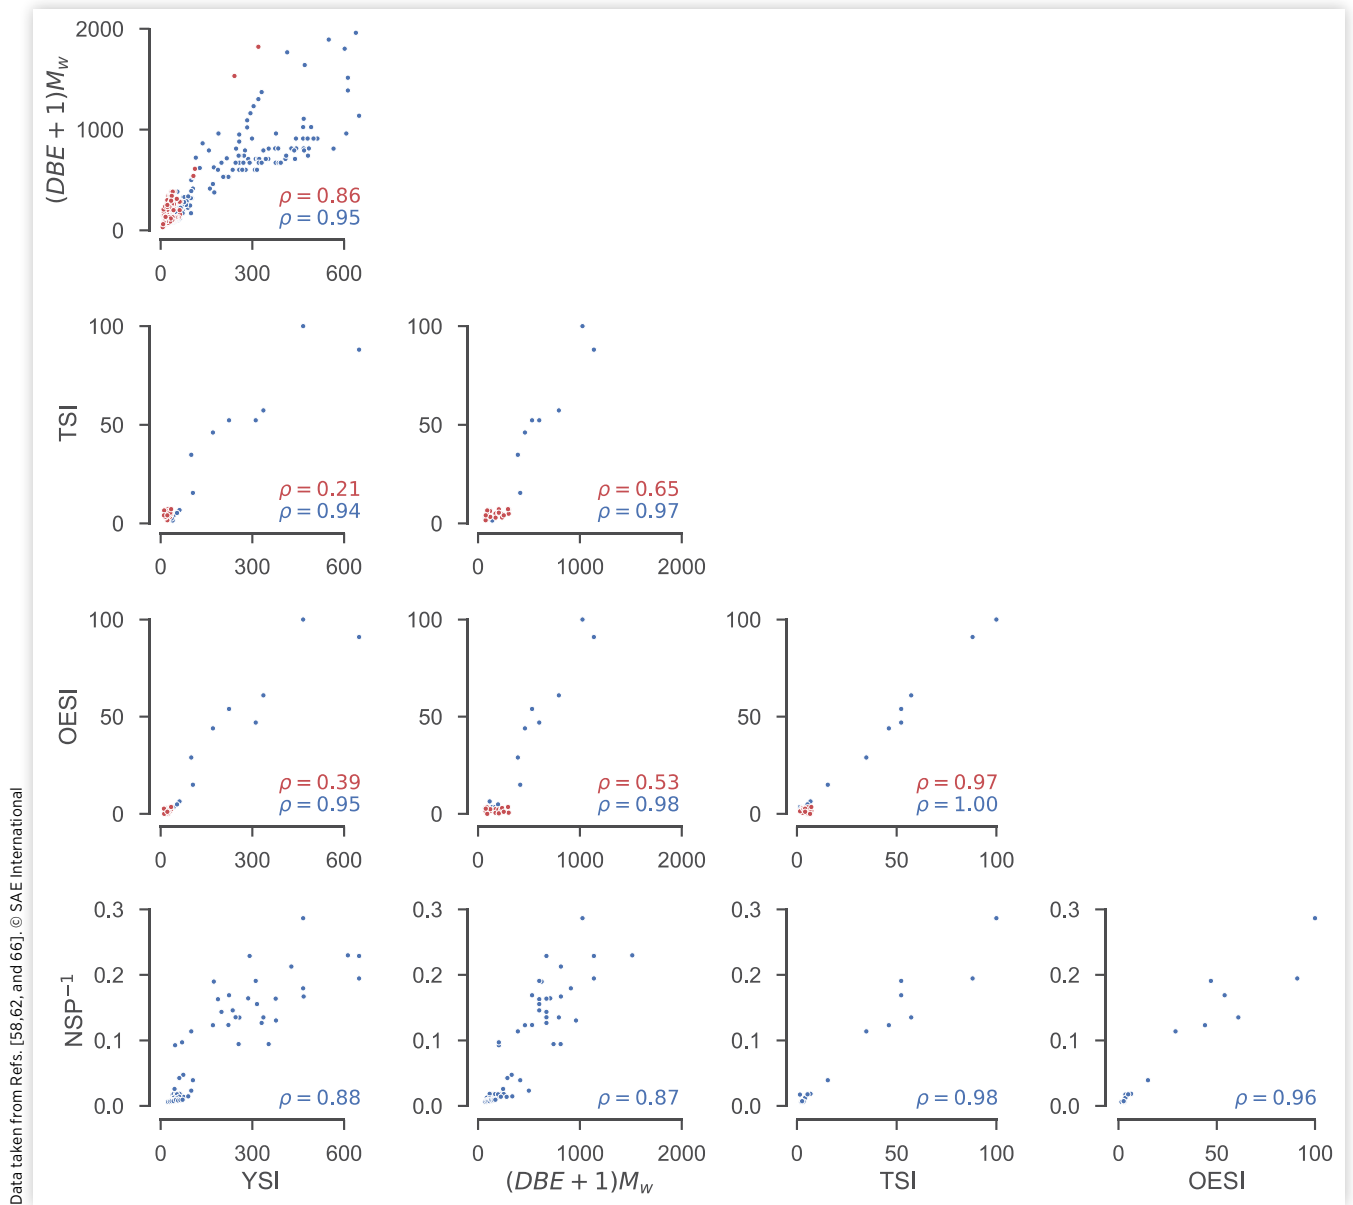 2000
1000
0
(DBE + 1)M_w
ρ = 0.86
ρ = 0.95
0 300 600
100
50
0
TSI
ρ = 0.21
ρ = 0.94
0 300 600
100
50
0
ρ = 0.65
ρ = 0.97
0 1000 2000
100
50
0
OESI
ρ = 0.39
ρ = 0.95
0 300 600
100
50
0
ρ = 0.53
ρ = 0.98
0 1000 2000
100
50
0
ρ = 0.97
ρ = 1.00
0 50 100
0.3
0.2
0.1
0.0
NSP⁻¹
ρ = 0.88
0 300 600
YSI
0.3
0.2
0.1
0.0
ρ = 0.87
0 1000 2000
(DBE + 1)M_w
0.3
0.2
0.1
0.0
ρ = 0.98
0 50 100
TSI
0.3
0.2
0.1
0.0
ρ = 0.96
0 50 100
OESI
Data taken from Refs. [58,62, and 66]. © SAE International